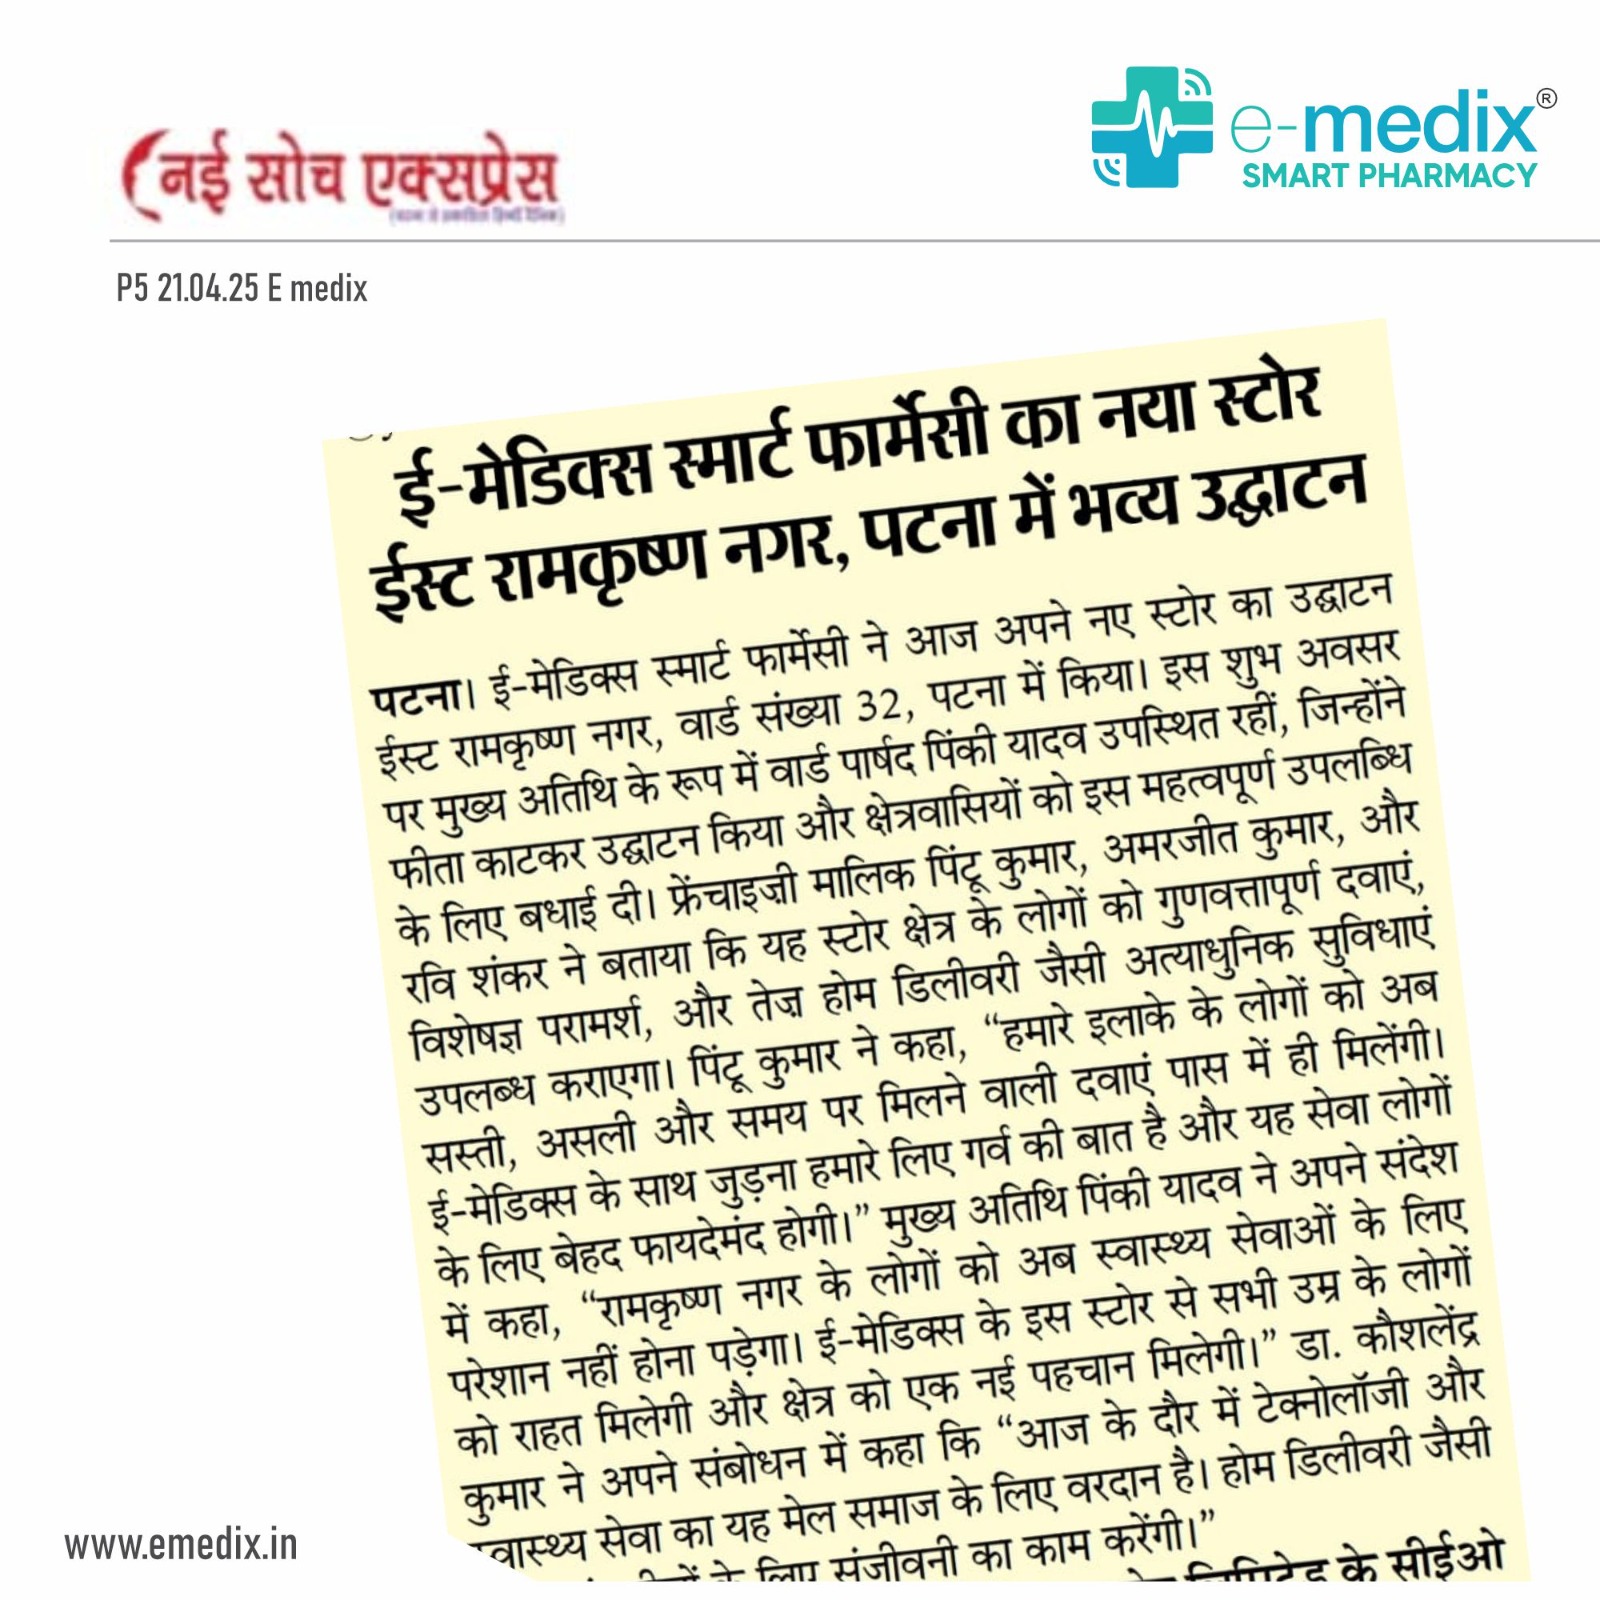 नई सोच एक्सप्रेस
e-medix®
SMART PHARMACY
P5 21.04.25 E medix
ई-मेडिक्स स्मार्ट फार्मेसी का नया स्टोर
ईस्ट रामकृष्ण नगर, पटना में भव्य उद्घाटन
पटना। ई-मेडिक्स स्मार्ट फार्मेसी ने आज अपने नए स्टोर का उद्घाटन
ईस्ट रामकृष्ण नगर, वार्ड संख्या 32, पटना में किया। इस शुभ अवसर
पर मुख्य अतिथि के रूप में वार्ड पार्षद पिंकी यादव उपस्थित रहीं, जिन्होंने
फीता काटकर उद्घाटन किया और क्षेत्रवासियों को इस महत्वपूर्ण उपलब्धि
के लिए बधाई दी। फ्रेंचाइज़ी मालिक पिंटू कुमार, अमरजीत कुमार, और
रवि शंकर ने बताया कि यह स्टोर क्षेत्र के लोगों को गुणवत्तापूर्ण दवाएं,
विशेषज्ञ परामर्श, और तेज़ होम डिलीवरी जैसी अत्याधुनिक सुविधाएं
उपलब्ध कराएगा। पिंटू कुमार ने कहा, “हमारे इलाके के लोगों को अब
सस्ती, असली और समय पर मिलने वाली दवाएं पास में ही मिलेंगी।
ई-मेडिक्स के साथ जुड़ना हमारे लिए गर्व की बात है और यह सेवा लोगों
के लिए बेहद फायदेमंद होगी।” मुख्य अतिथि पिंकी यादव ने अपने संदेश
में कहा, “रामकृष्ण नगर के लोगों को अब स्वास्थ्य सेवाओं के लिए
परेशान नहीं होना पड़ेगा। ई-मेडिक्स के इस स्टोर से सभी उम्र के लोगों
को राहत मिलेगी और क्षेत्र को एक नई पहचान मिलेगी।” डा. कौशलेंद्र
कुमार ने अपने संबोधन में कहा कि “आज के दौर में टेक्नोलॉजी और
स्वास्थ्य सेवा का यह मेल समाज के लिए वरदान है। होम डिलीवरी जैसी
के लिए संजीवनी का काम करेंगी।”
लिमिटेड के सीईओ
www.emedix.in